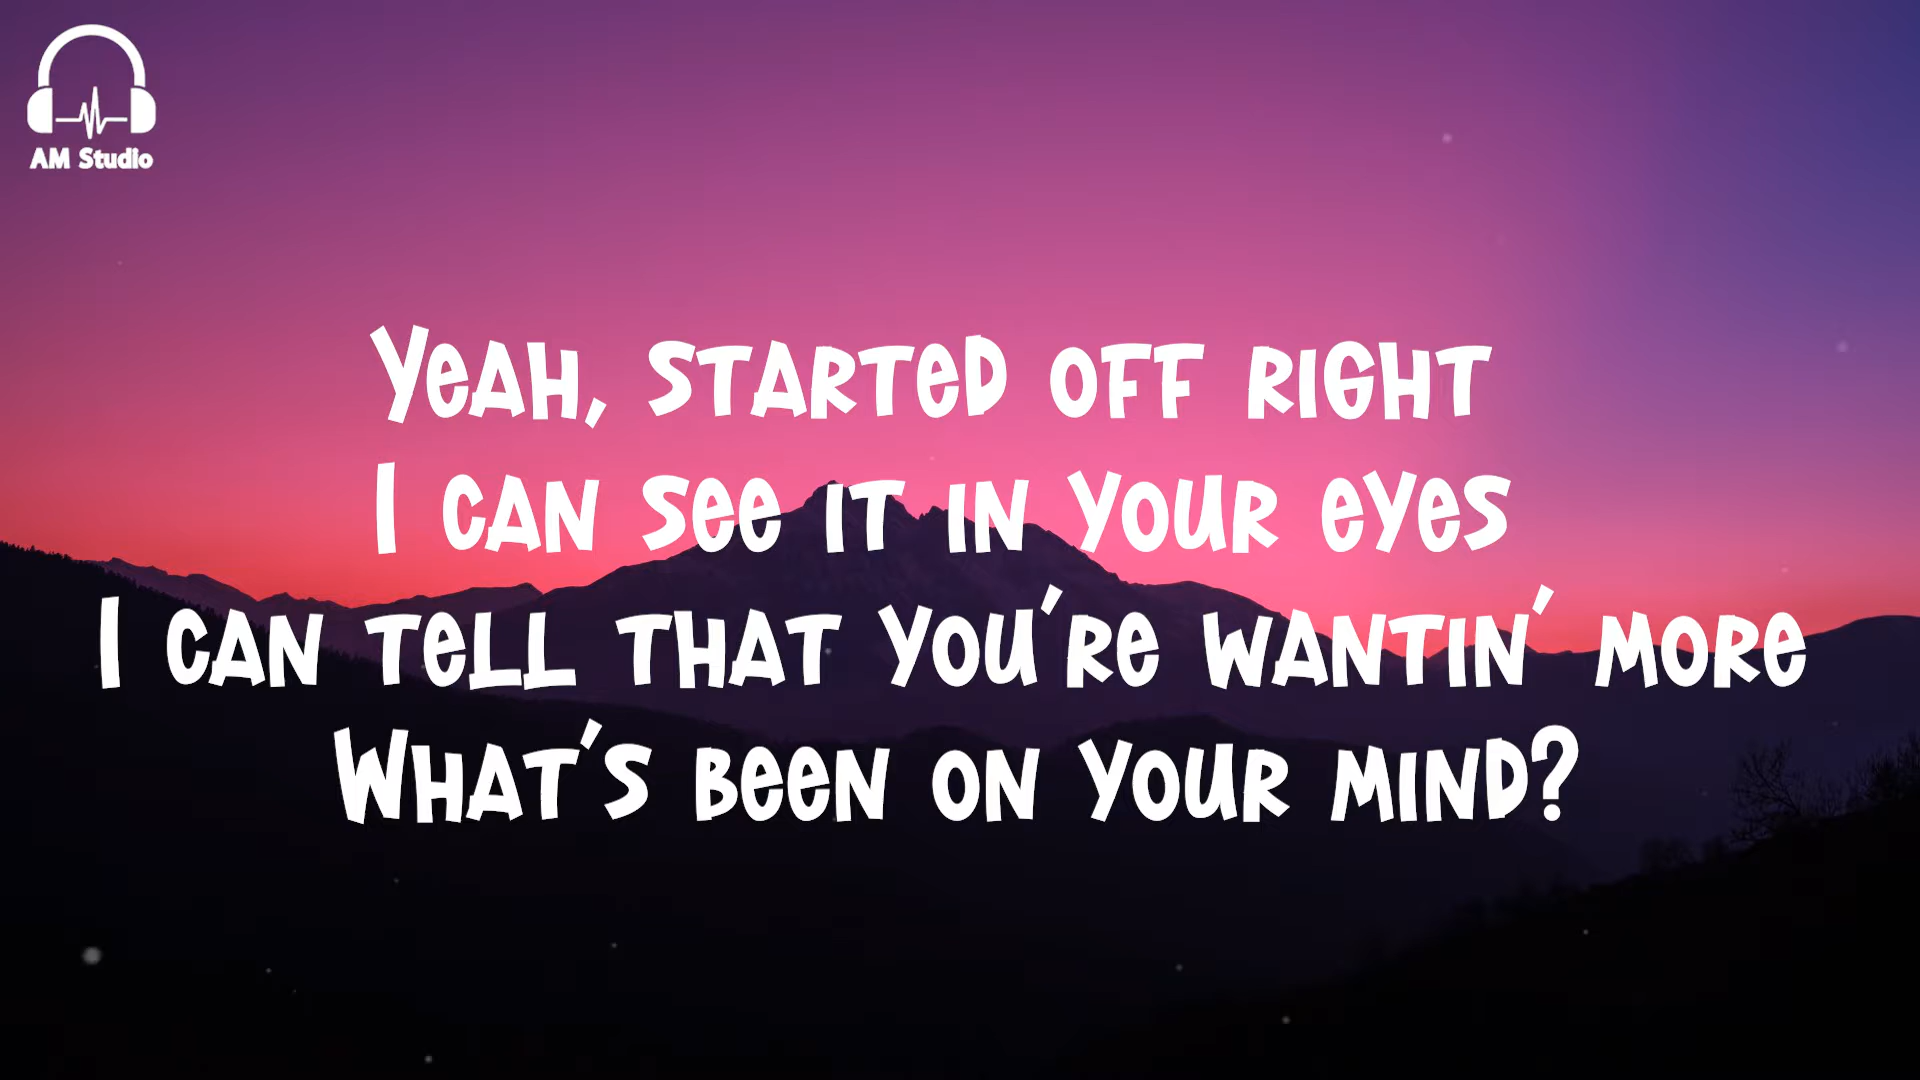 AM Studio
Yeah, started off right
I can see it in your eyes
I can tell that you're wantin' more
What's been on your mind?